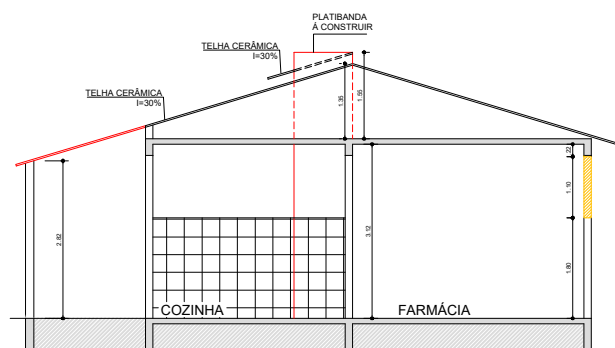 PLATIBANDA
À CONSTRUIR
TELHA CERÂMICA
I=30%
TELHA CERÂMICA
I=30%
1.35
1.55
.22
1.10
2.82
3.12
1.80
COZINHA
FARMÁCIA